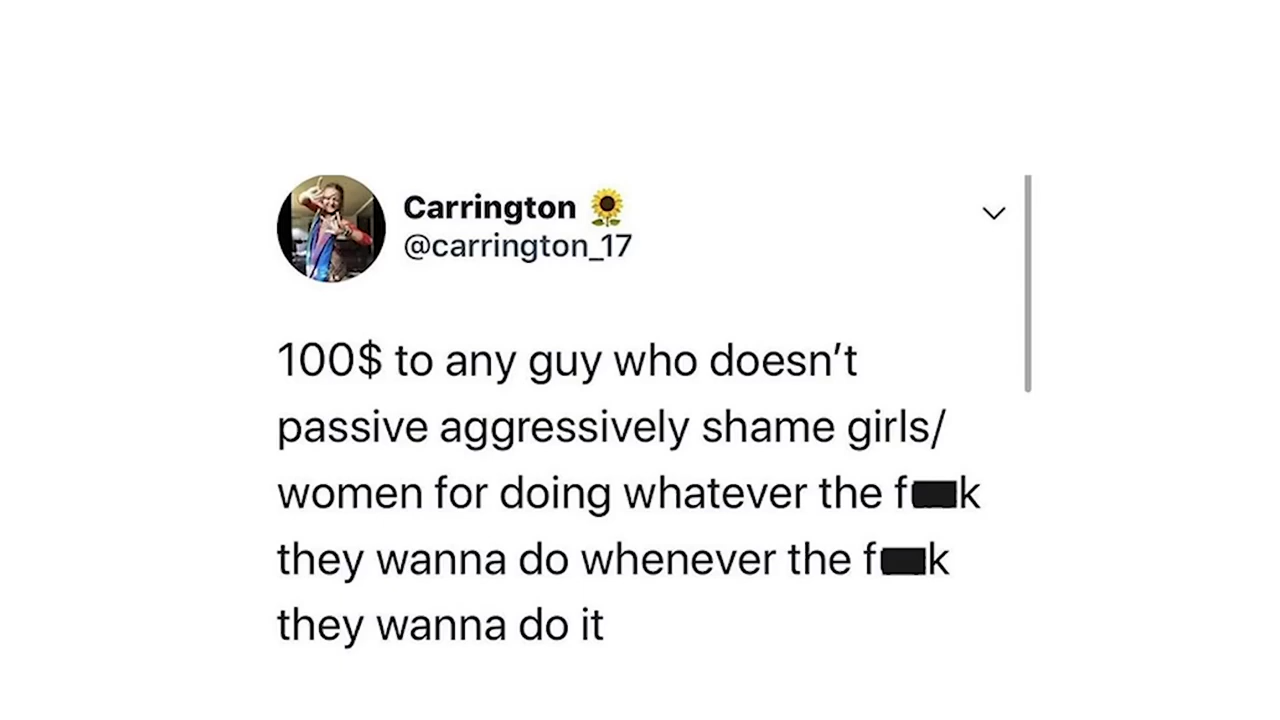 Carrington 🌻
@carrington_17
100$ to any guy who doesn’t
passive aggressively shame girls/
women for doing whatever the f k
they wanna do whenever the f k
they wanna do it